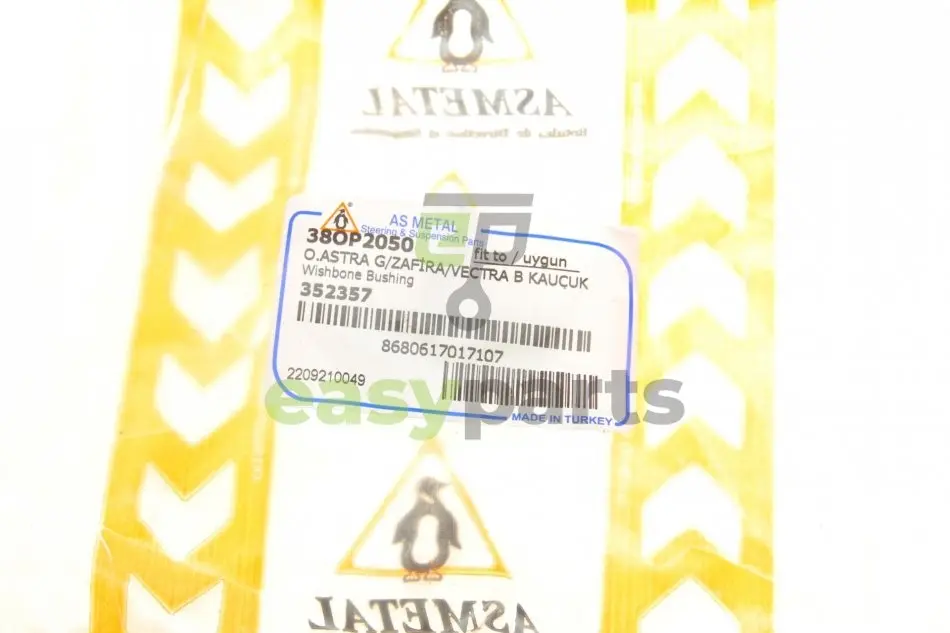 ASMETAL
AS METAL
Steering & Suspension Parts
38OP2050
fit to / uygun
O.ASTRA G/ZAFİRA/VECTRA B KAUÇUK
Wishbone Bushing
352357
8680617017107
2209210049
easyparts
MADE IN TURKEY
ASMETAL